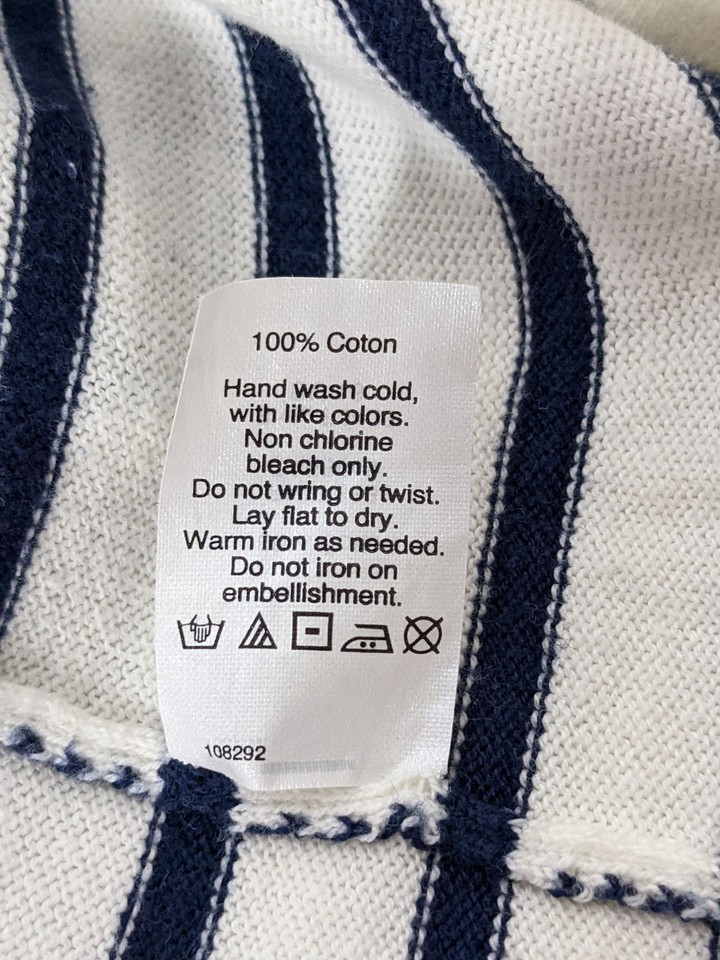 100% Coton
Hand wash cold,
with like colors.
Non chlorine
bleach only.
Do not wring or twist.
Lay flat to dry.
Warm iron as needed.
Do not iron on
embellishment.
108292